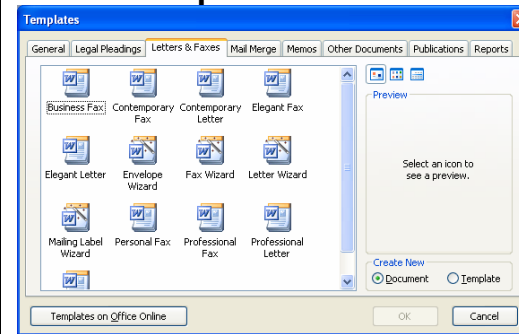 Templates
General Legal Pleadings Letters & Faxes Mail Merge Memos Other Documents Publications Reports
Business Fax Contemporary Fax Contemporary Letter Elegant Fax
Elegant Letter Envelope Wizard Fax Wizard Letter Wizard
Mailing Label Wizard Personal Fax Professional Fax Professional Letter
Preview
Select an icon to
see a preview.
Create New
Document Template
Templates on Office Online OK Cancel